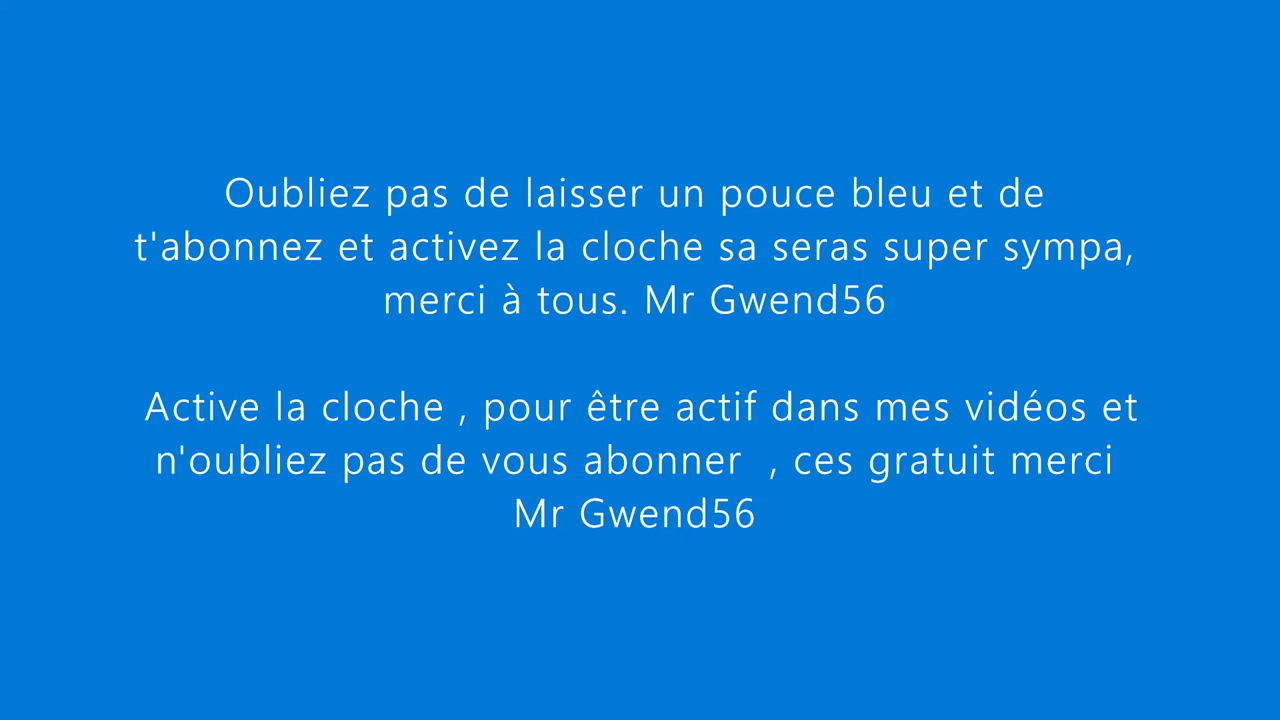 Oubliez pas de laisser un pouce bleu et de
t'abonnez et activez la cloche sa seras super sympa,
merci à tous. Mr Gwend56
Active la cloche , pour être actif dans mes vidéos et
n'oubliez pas de vous abonner  , ces gratuit merci
Mr Gwend56